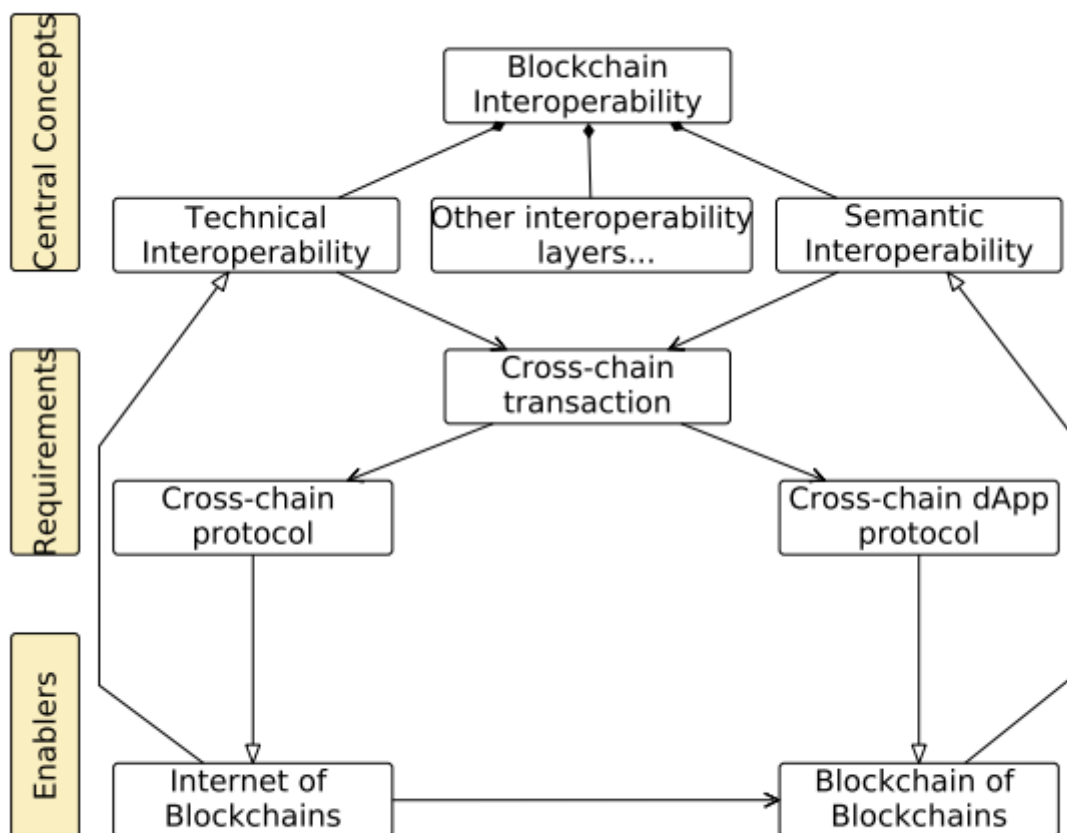 Central Concepts
Blockchain
Interoperability
Technical
Interoperability
Other interoperability
layers...
Semantic
Interoperability
Requirements
Cross-chain
transaction
Cross-chain
protocol
Cross-chain dApp
protocol
Enablers
Internet of
Blockchains
Blockchain of
Blockchains